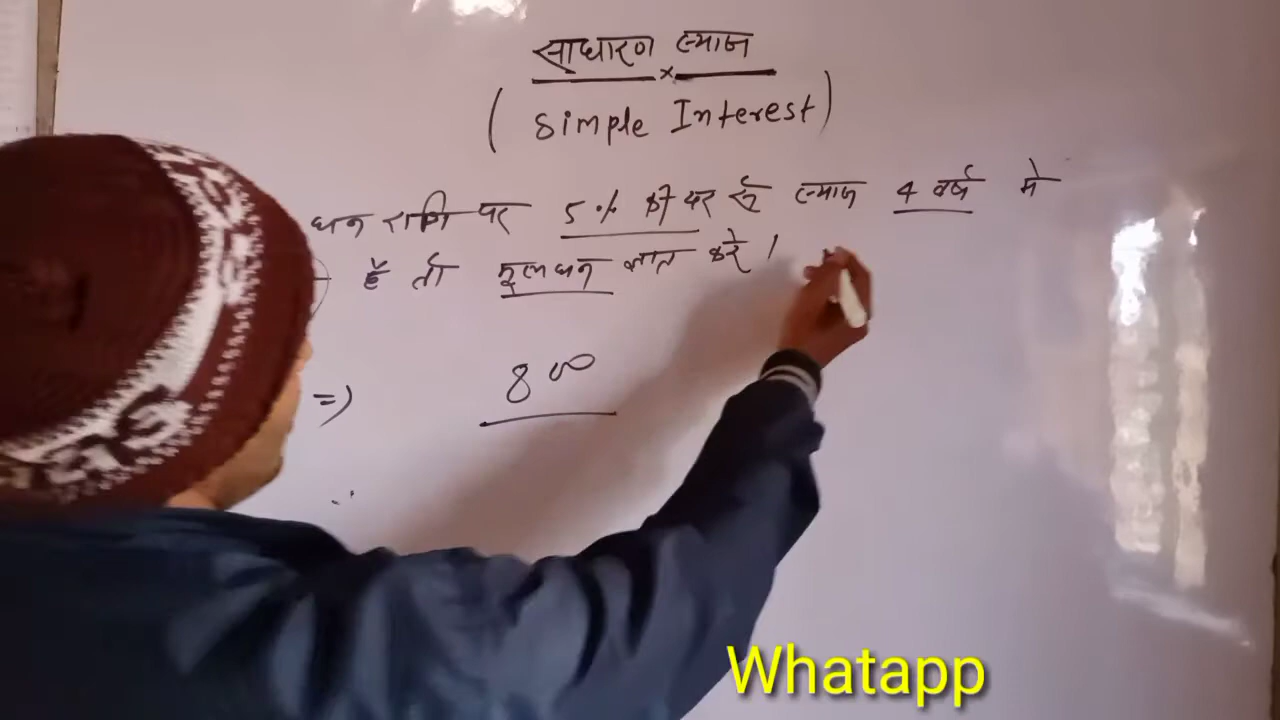 साधारण ब्याज
×
(Simple Interest)
धन राशि पर 5% की दर से ब्याज 4 वर्ष में
है तो मूलधन ज्ञात करे।
=) 800
Whatapp